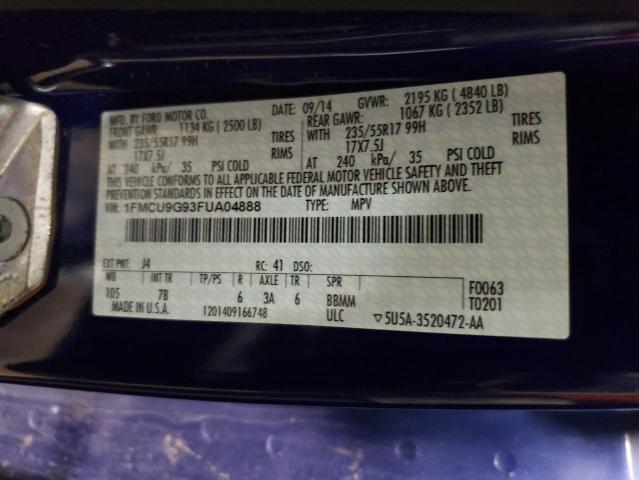 MFD. BY FORD MOTOR CO.
DATE: 09/14 GVWR: 2195 KG ( 4840 LB)
FRONT GAWR: 1134 KG ( 2500 LB)
REAR GAWR: 1067 KG ( 2352 LB)
WITH 235/55R17 99H TIRES
WITH 235/55R17 99H TIRES
17X7.5J RIMS
17X7.5J RIMS
AT 240 kPa/ 35 PSI COLD
AT 240 kPa/ 35 PSI COLD
THIS VEHICLE CONFORMS TO ALL APPLICABLE FEDERAL MOTOR VEHICLE SAFETY AND THEFT
PREVENTION STANDARDS IN EFFECT ON THE DATE OF MANUFACTURE SHOWN ABOVE.
VIN: 1FMCU9G93FUA04888 TYPE: MPV
EXT PNT: J4 RC: 41 DSO:
WB INT TR TP/PS R AXLE TR SPR
105 7B 6 3A 6 BBMM
F0063
T0201
MADE IN U.S.A. 1201409166748 ULC ▽5U5A-3520472-AA